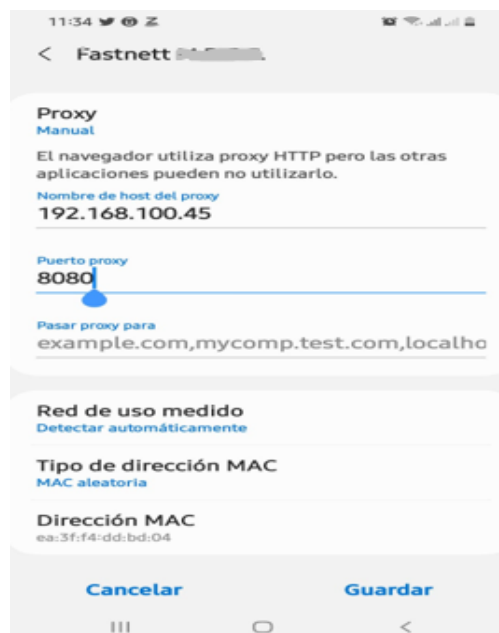 11:34
Fastnett
Proxy
Manual
El navegador utiliza proxy HTTP pero las otras
aplicaciones pueden no utilizarlo.
Nombre de host del proxy
192.168.100.45
Puerto proxy
8080
Pasar proxy para
example.com,mycomp.test.com,localho
Red de uso medido
Detectar automáticamente
Tipo de dirección MAC
MAC aleatoria
Dirección MAC
ea:3f:f4:dd:bd:04
Cancelar
Guardar